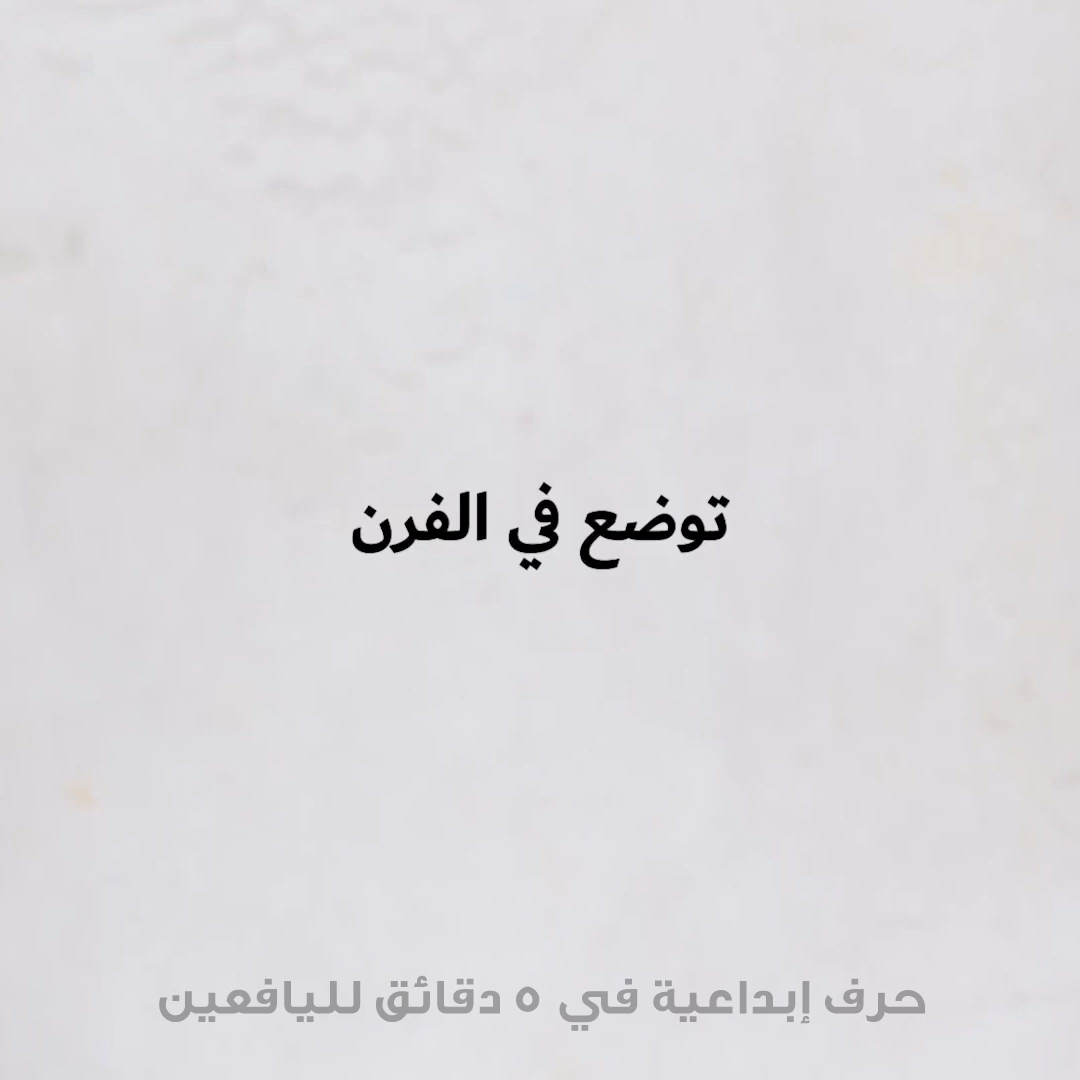 توضع في الفرن
حرف إبداعية في ٥ دقائق لليافعين